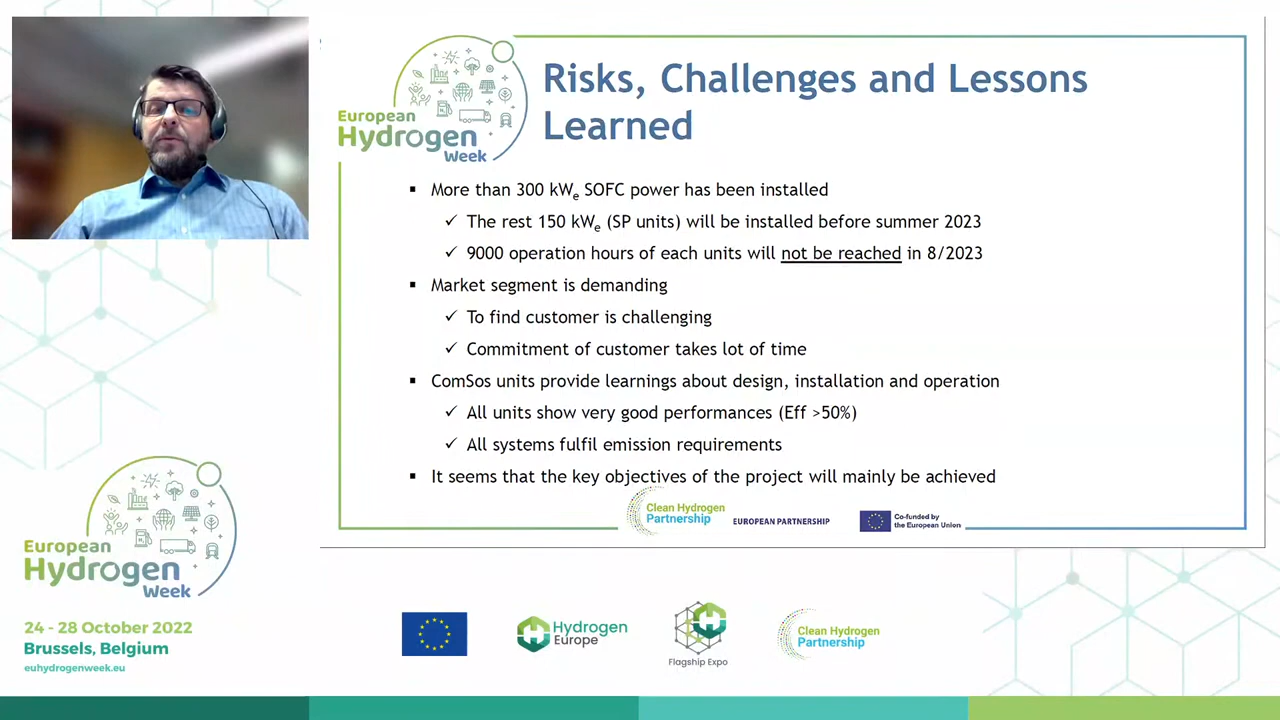 European
Hydrogen
Week
Risks, Challenges and Lessons
Learned
▪ More than 300 kWe SOFC power has been installed
✓ The rest 150 kWe (SP units) will be installed before summer 2023
✓ 9000 operation hours of each units will not be reached in 8/2023
▪ Market segment is demanding
✓ To find customer is challenging
✓ Commitment of customer takes lot of time
▪ ComSos units provide learnings about design, installation and operation
✓ All units show very good performances (Eff >50%)
✓ All systems fulfil emission requirements
▪ It seems that the key objectives of the project will mainly be achieved
Clean Hydrogen
Partnership
EUROPEAN PARTNERSHIP
Co-funded by
the European Union
European
Hydrogen
Week
24 - 28 October 2022
Brussels, Belgium
euhydrogenweek.eu
Hydrogen
Europe
Flagship Expo
Clean Hydrogen
Partnership